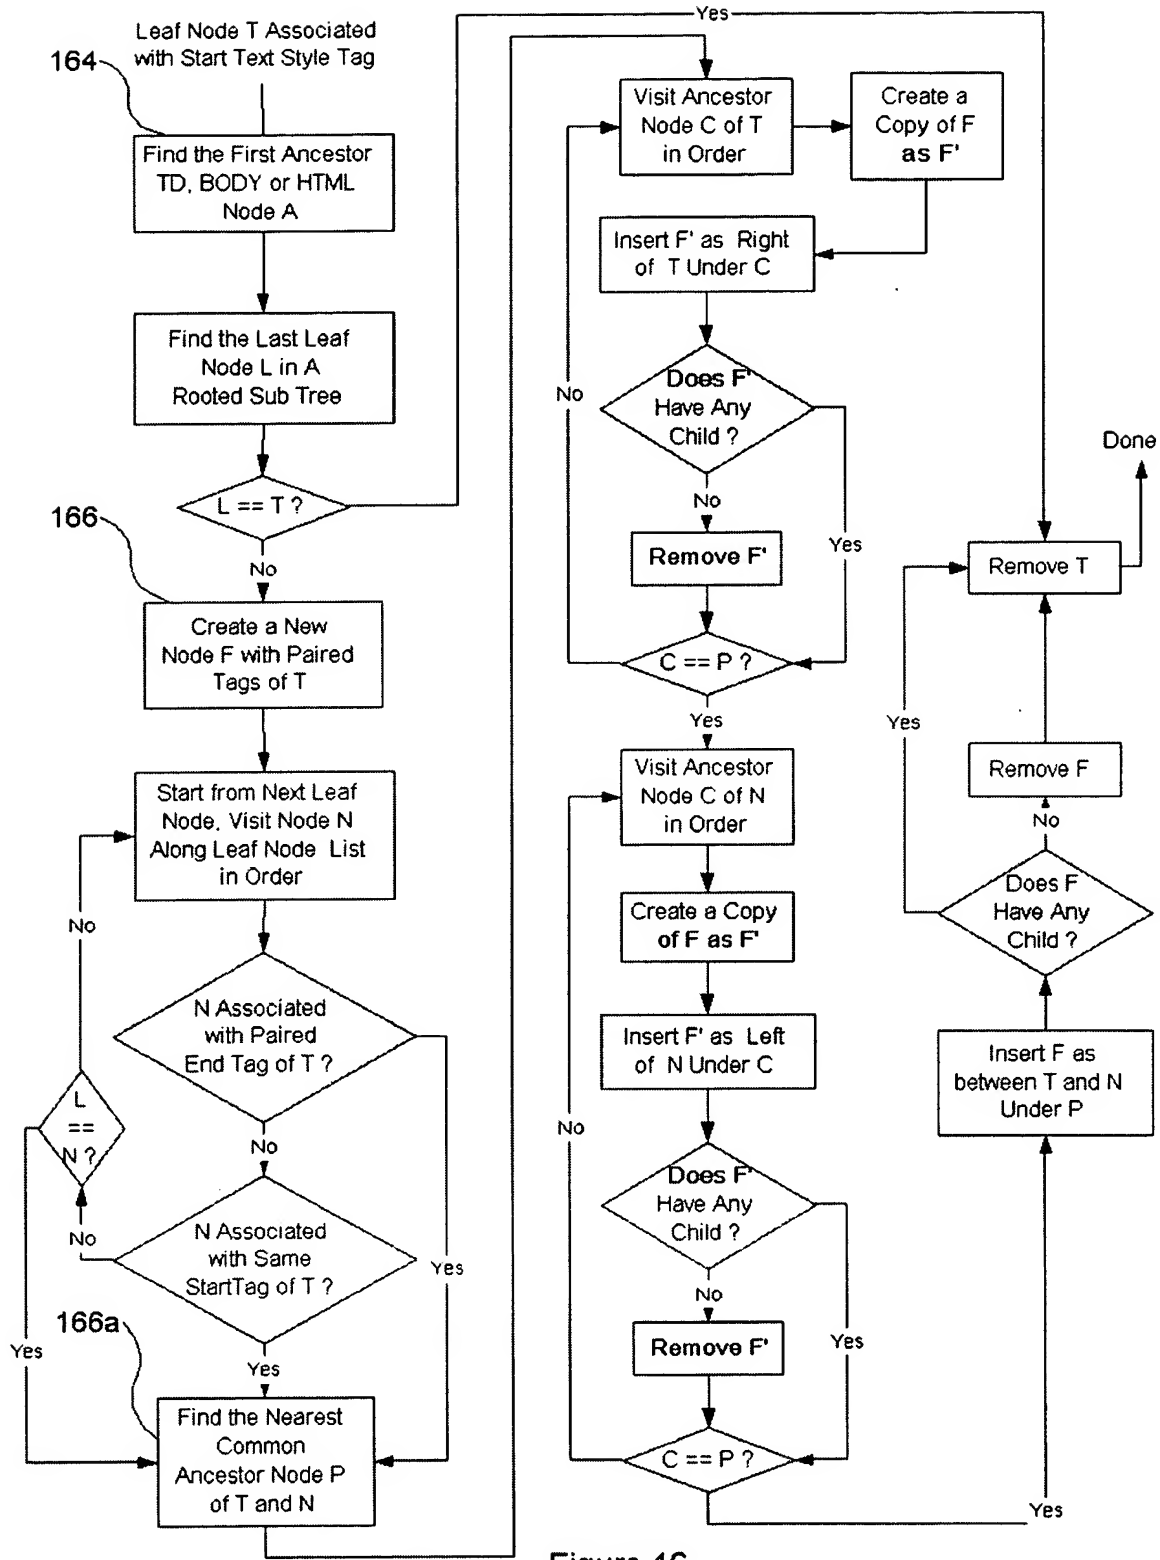 Leaf Node T Associated
with Start Text Style Tag
164
Find the First Ancestor
TD, BODY or HTML
Node A
Find the Last Leaf
Node L in A
Rooted Sub Tree
L == T ?
Yes
166
No
Create a New
Node F with Paired
Tags of T
Start from Next Leaf
Node, Visit Node N
Along Leaf Node List
in Order
No
N Associated
with Paired
End Tag of T ?
L
==
N ?
No
No
N Associated
with Same
StartTag of T ?
Yes
166a
Yes
Yes
Find the Nearest
Common
Ancestor Node P
of T and N
Visit Ancestor
Node C of T
in Order
Create a
Copy of F
as F'
Insert F' as Right
of T Under C
No
Does F'
Have Any
Child ?
No
Yes
Remove F'
C == P ?
Yes
Visit Ancestor
Node C of N
in Order
Create a Copy
of F as F'
Insert F' as Left
of N Under C
No
Does F'
Have Any
Child ?
No
Yes
Remove F'
C == P ?
Yes
Insert F as
between T and N
Under P
Does F
Have Any
Child ?
No
Yes
Remove F
Remove T
Done
Figure 16